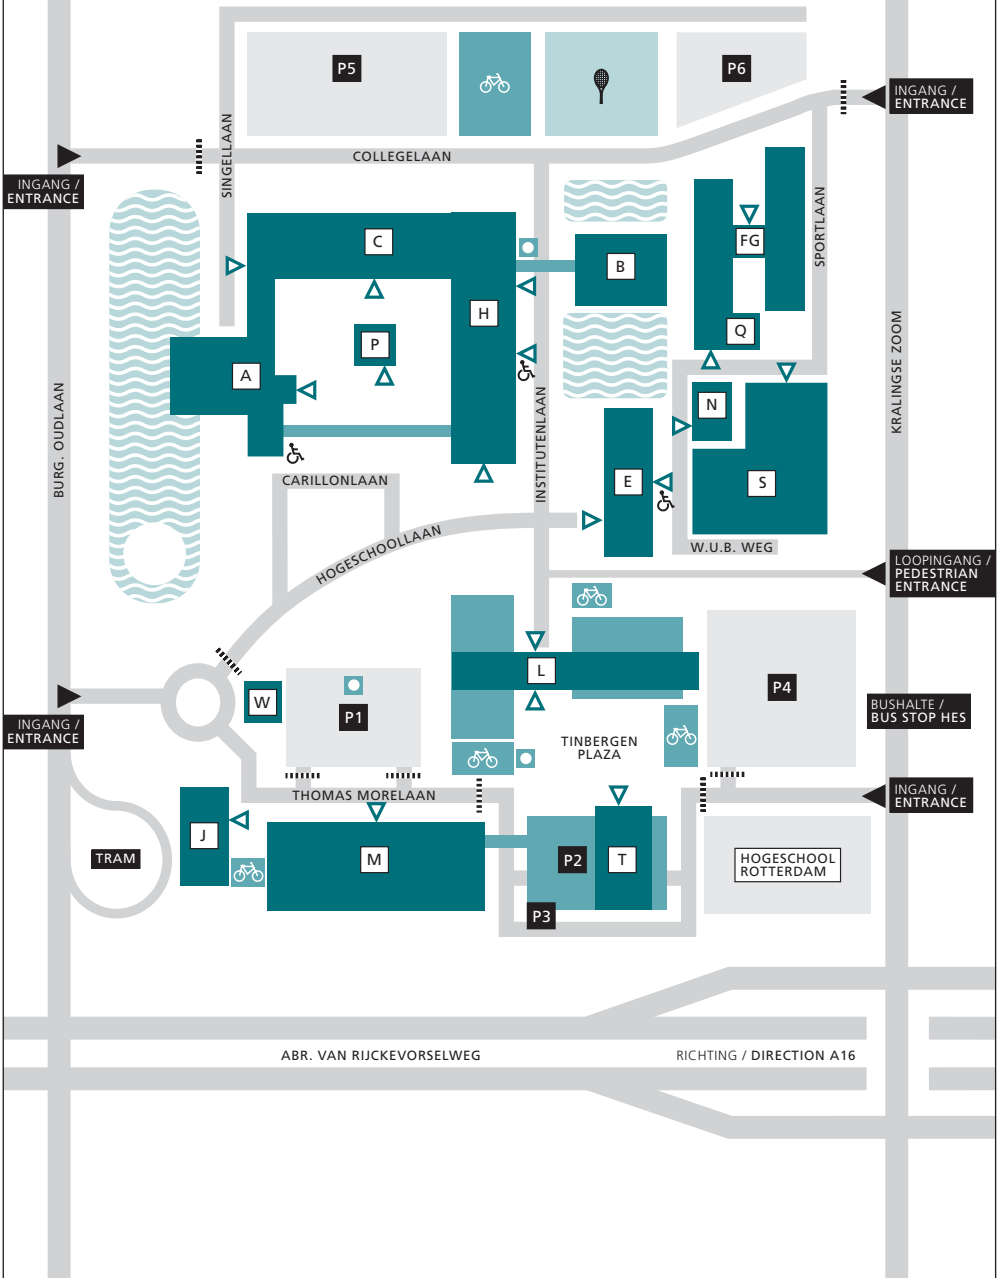 P5
P6
INGANG /
ENTRANCE
SINGELLAAN
COLLEGELAAN
INGANG /
ENTRANCE
SPORTLAAN
C
FG
B
H
Q
P
A
KRALINGSE ZOOM
BURG. OUDLAAN
INSTITUTENLAAN
N
CARILLONLAAN
E
S
HOGESCHOOLLAAN
W.U.B. WEG
LOOPINGANG /
PEDESTRIAN
ENTRANCE
L
W
P1
P4
BUSHALTE /
BUS STOP HES
INGANG /
ENTRANCE
TINBERGEN
PLAZA
THOMAS MORELAAN
INGANG /
ENTRANCE
J
TRAM
M
P2
T
HOGESCHOOL
ROTTERDAM
P3
ABR. VAN RIJCKEVORSELWEG
RICHTING / DIRECTION A16